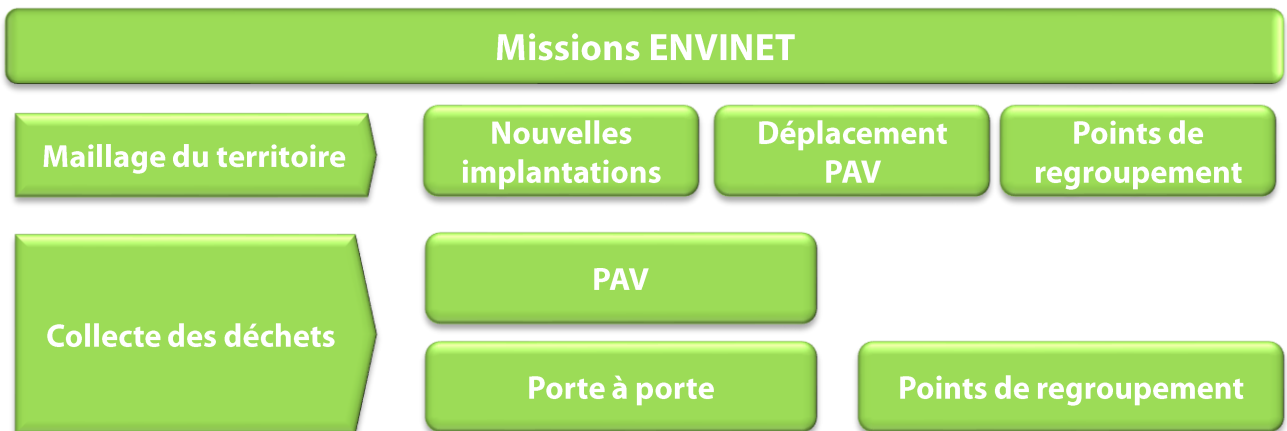 Missions ENVINET
Maillage du territoire
Nouvelles
implantations
Déplacement
PAV
Points de
regroupement
Collecte des déchets
PAV
Porte à porte
Points de regroupement